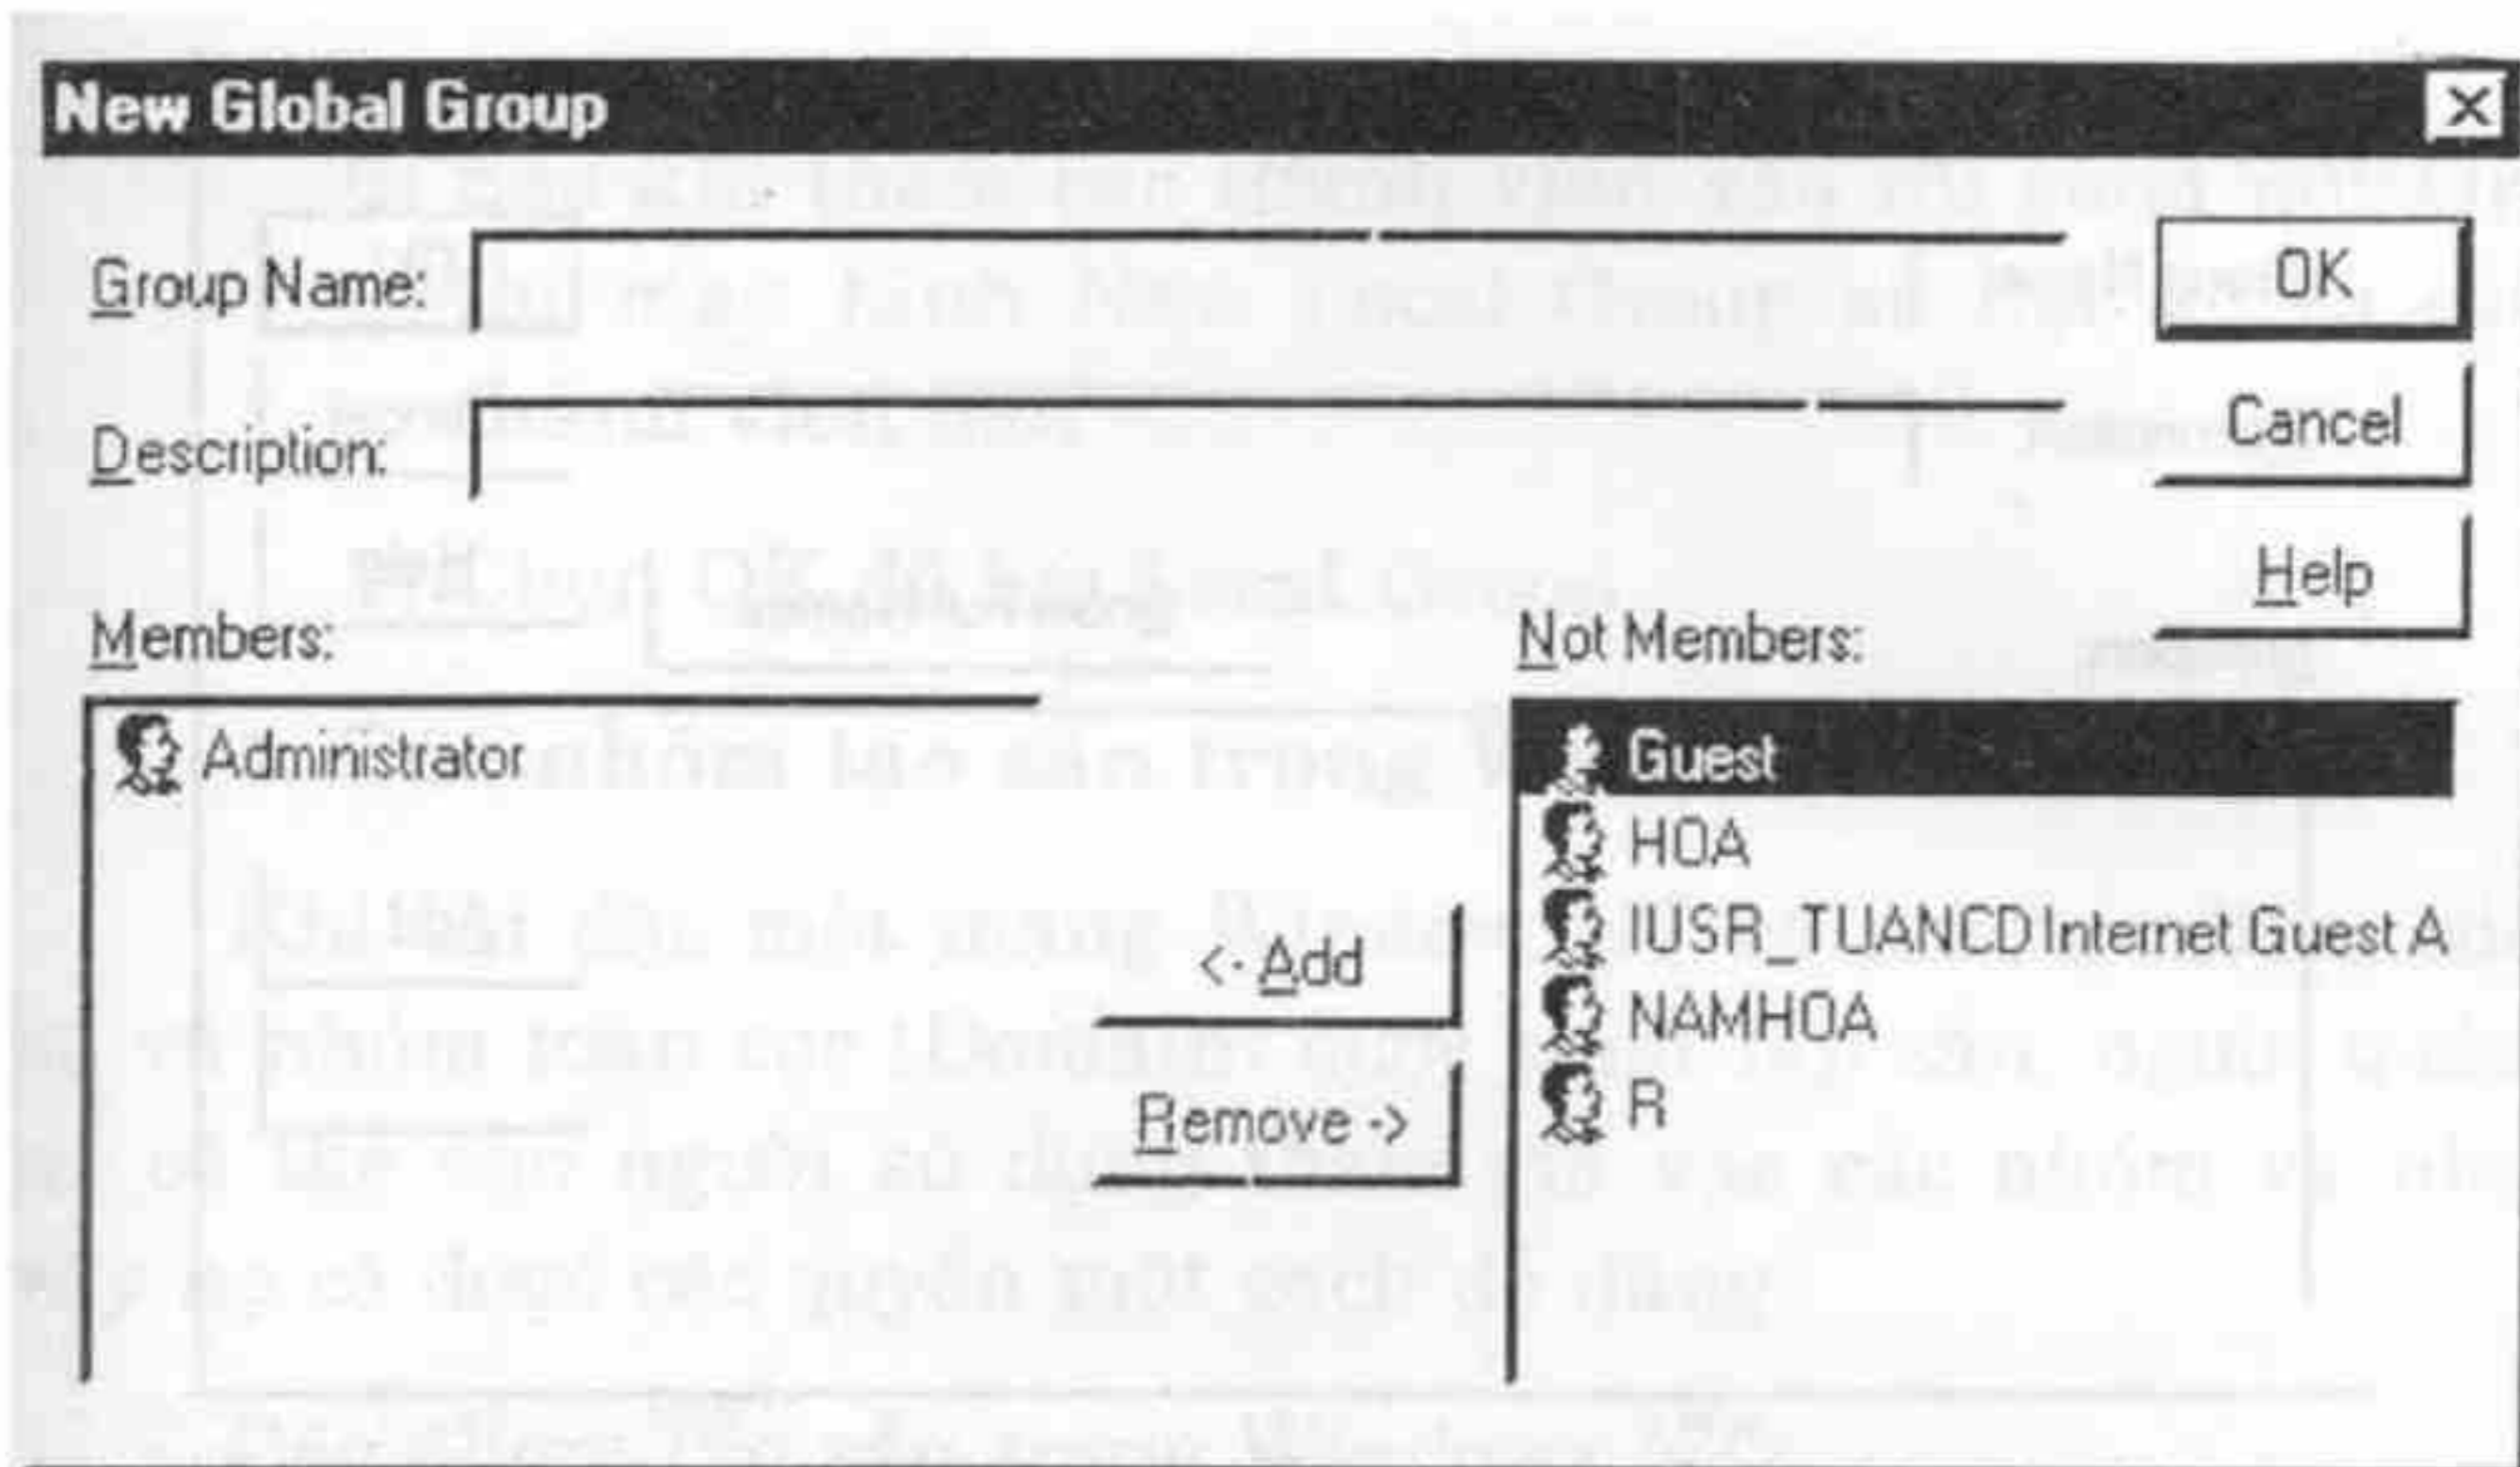 New Global Group
Group Name:
OK
Description:
Cancel
Help
Members:
Not Members:
Administrator
Guest
HOA
IUSR_TUANCD Internet Guest A
NAMHOA
R
<- Add
Remove ->